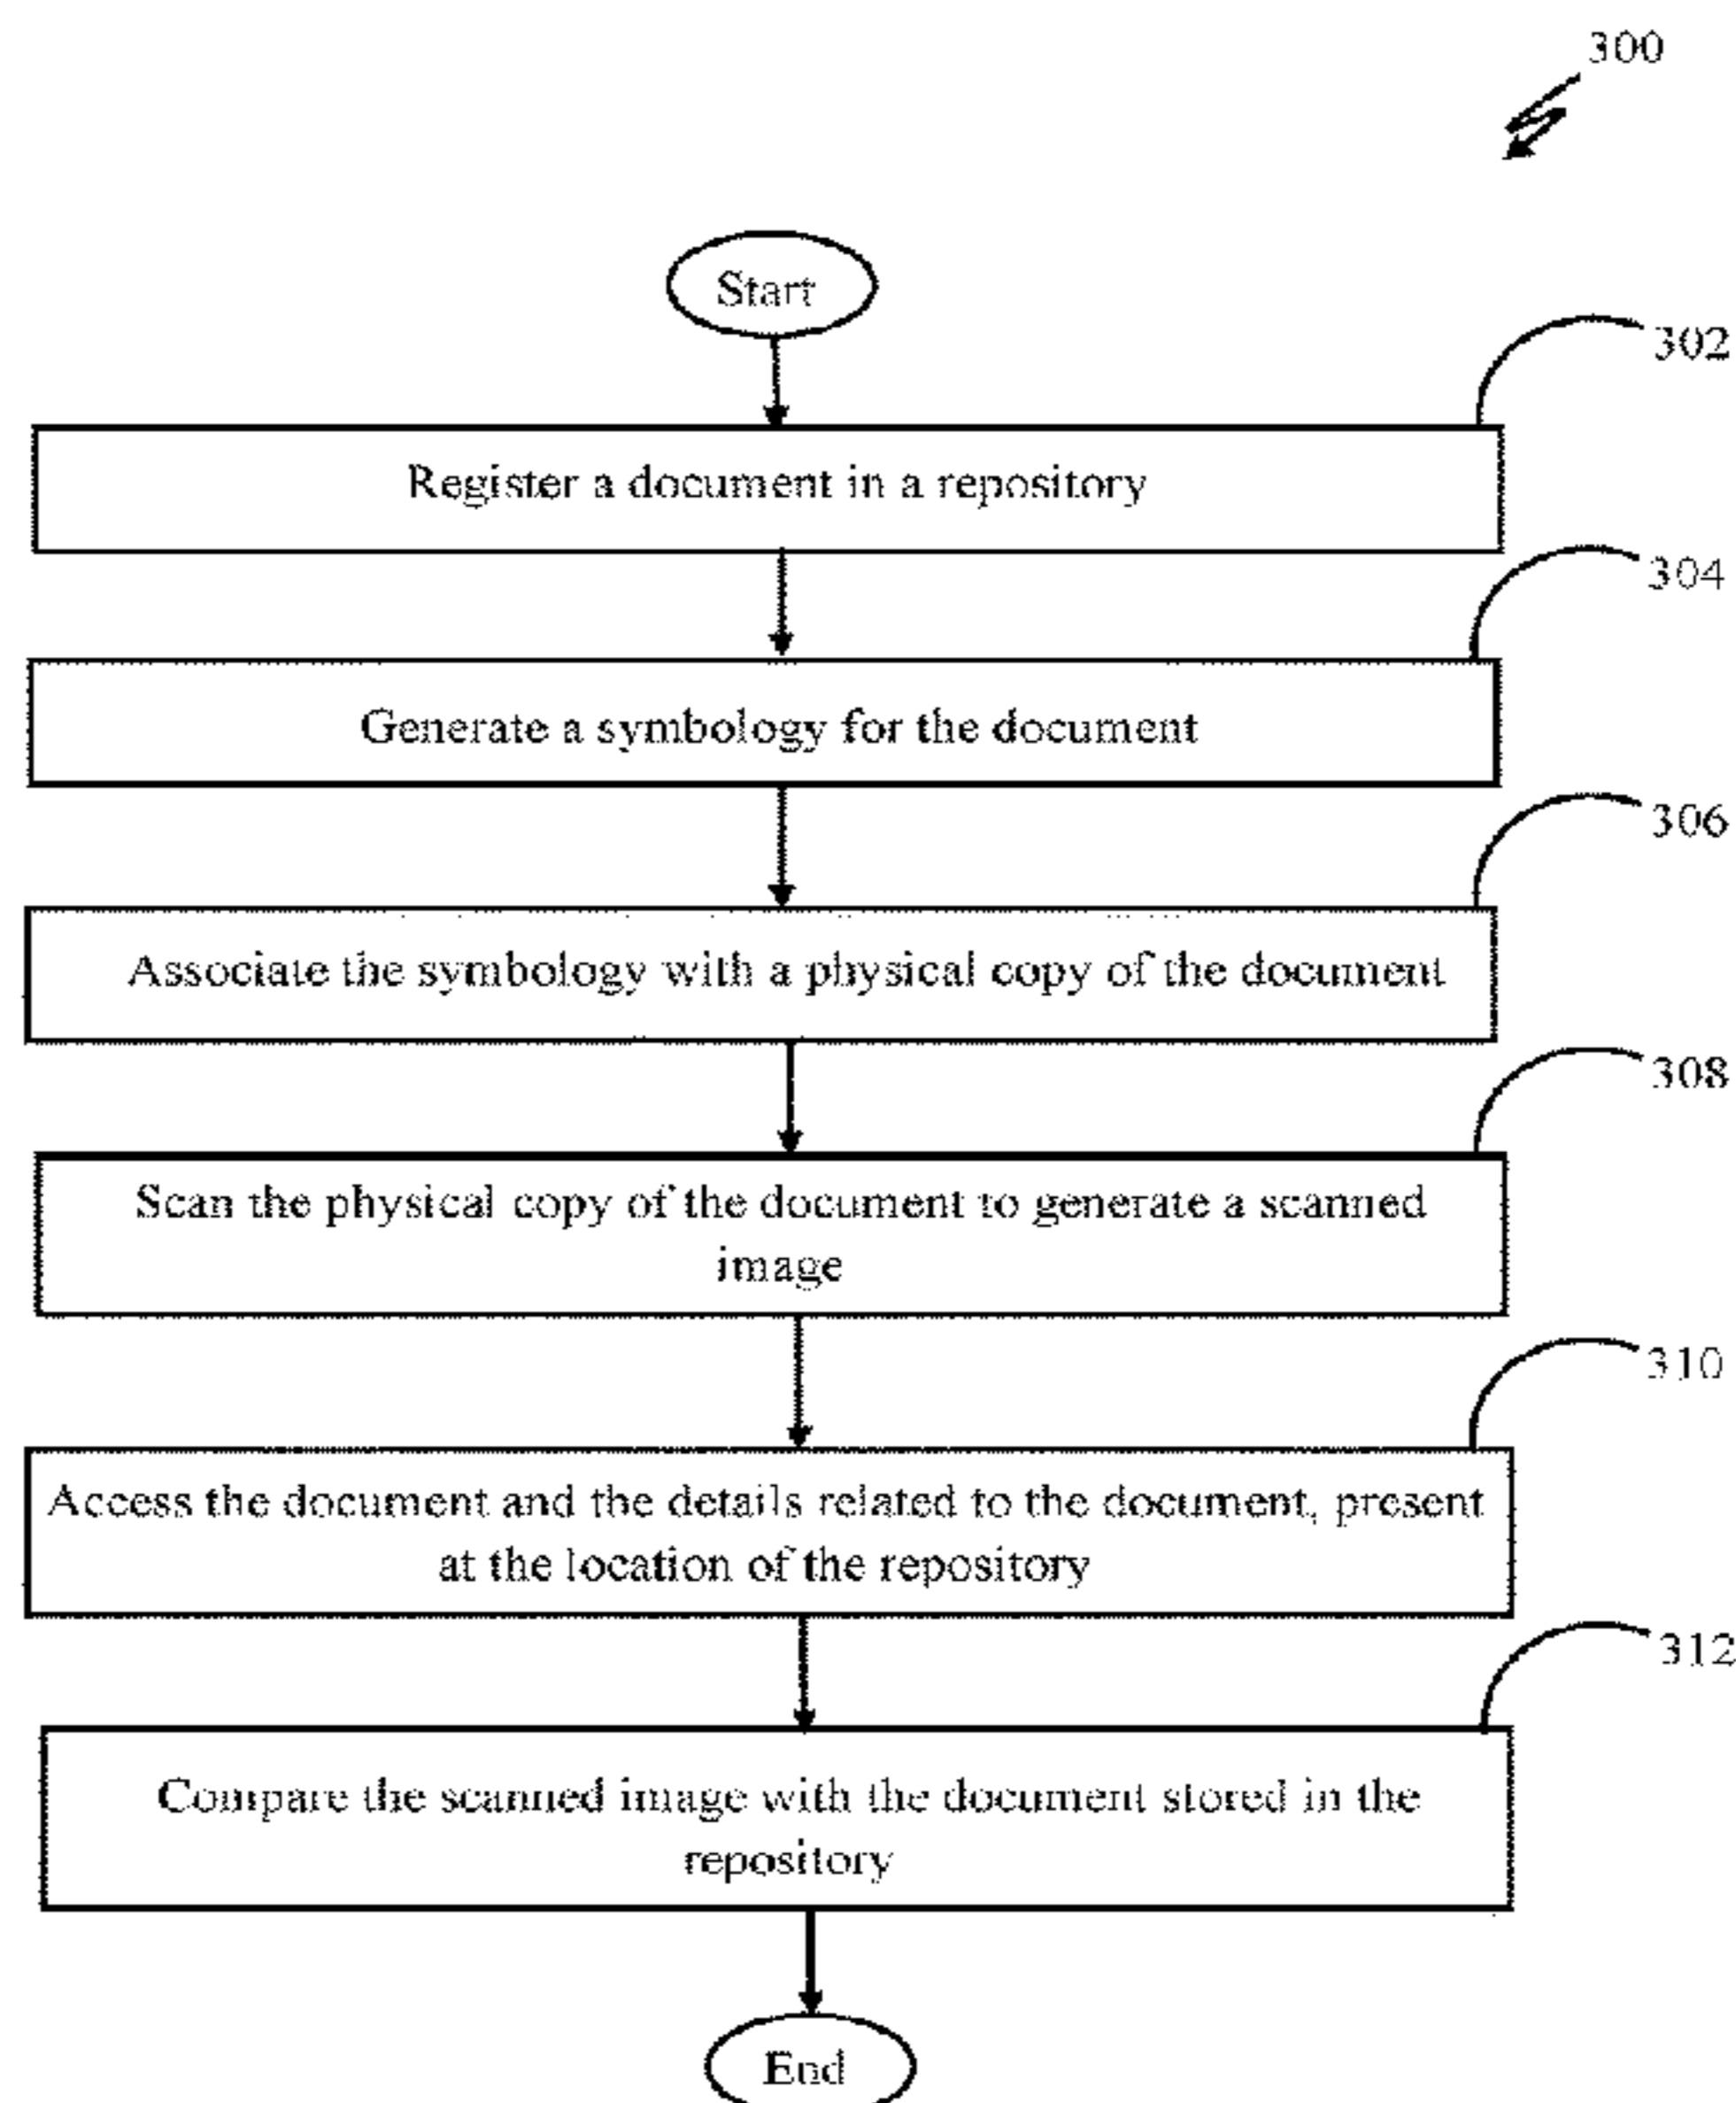 300
Start
302
Register a document in a repository
304
Generate a symbology for the document
306
Associate the symbology with a physical copy of the document
308
Scan the physical copy of the document to generate a scanned
image
310
Access the document and the details related to the document, present
at the location of the repository
312
Compare the scanned image with the document stored in the
repository
End